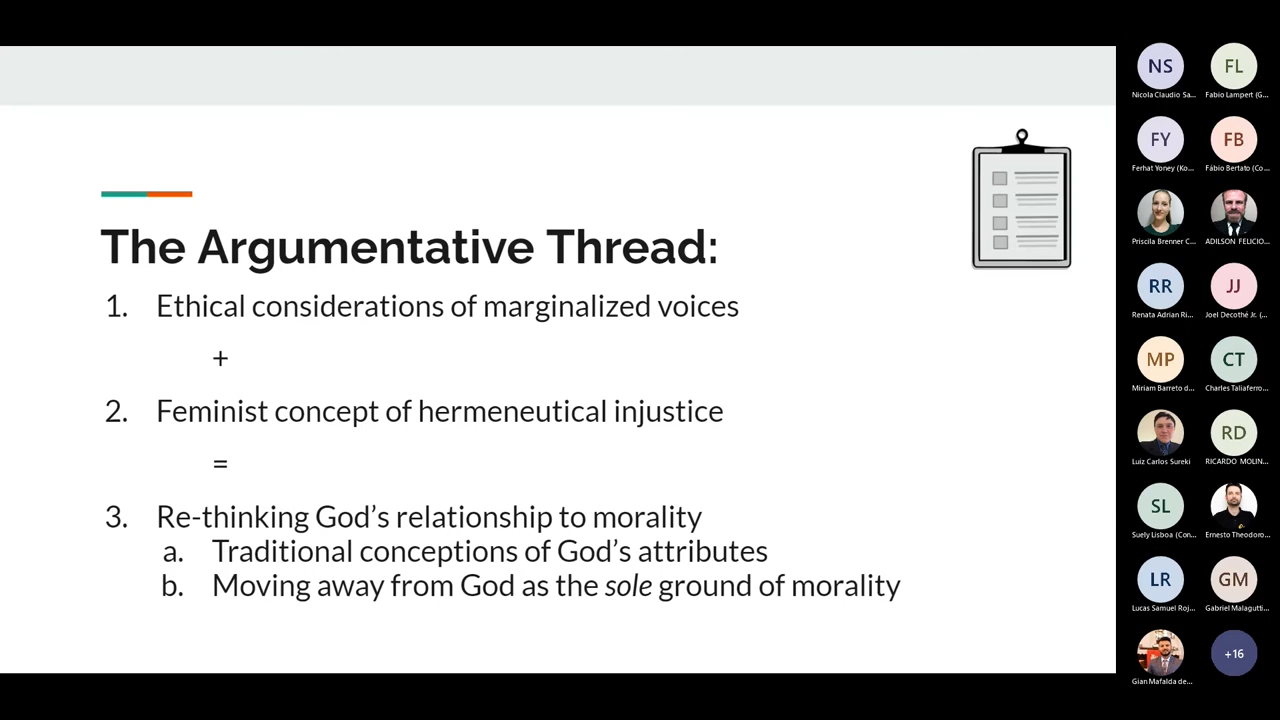 The Argumentative Thread:
1. Ethical considerations of marginalized voices
+
2. Feminist concept of hermeneutical injustice
=
3. Re-thinking God's relationship to morality
a. Traditional conceptions of God's attributes
b. Moving away from God as the sole ground of morality
NS
Nicola Claudio Sa...
FL
Fabio Lampert (G...
FY
Ferhat Yoney (Ko...
FB
Fábio Bertato (Co...
Priscila Brenner C...
ADILSON FELICIO...
RR
Renata Adrian Ri...
JJ
Joel Decothé Jr. (...
MP
Miriam Barreto d...
CT
Charles Taliaferro...
Luiz Carlos Sureki
RD
RICARDO MOLIN...
SL
Suely Lisboa (Con...
Ernesto Theodoro...
LR
Lucas Samuel Roj...
GM
Gabriel Malagutti...
Gian Mafalda de...
+16